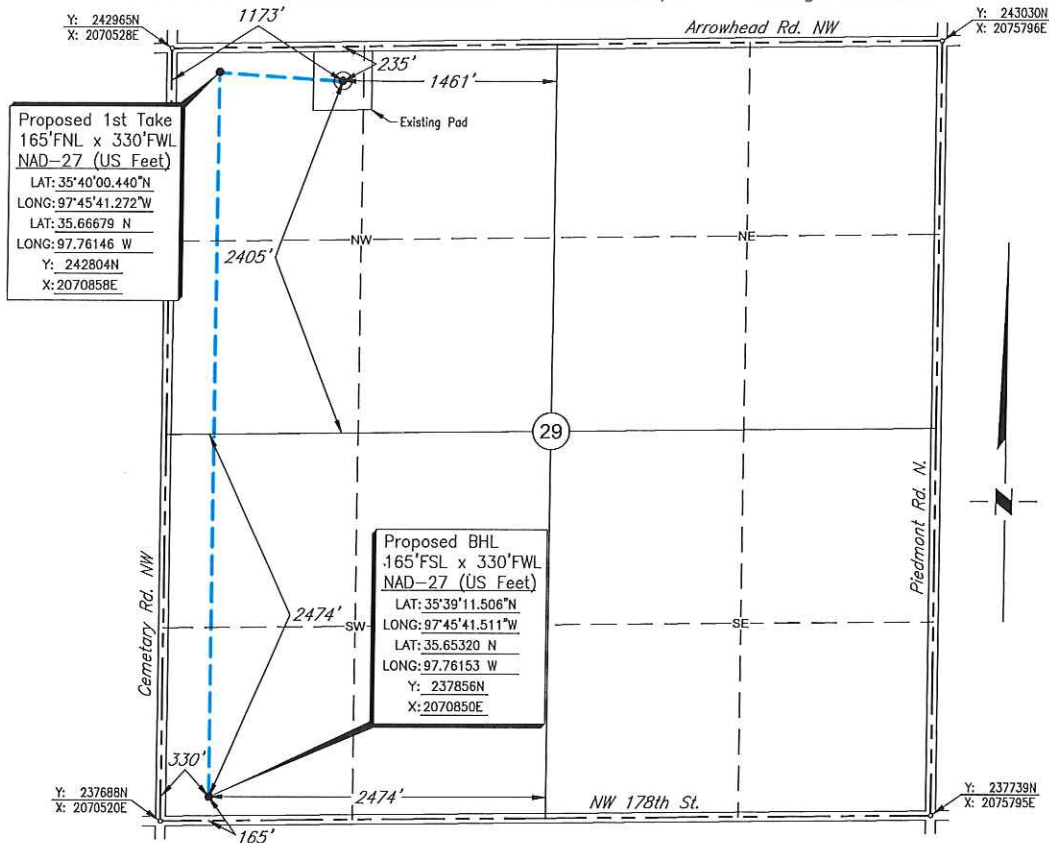 Y: 242965N
X: 2070528E
1173'
Arrowhead Rd. NW
Y: 243030N
X: 2075796E
235'
1461'
Existing Pad
Proposed 1st Take
165'FNL x 330'FWL
NAD-27 (US Feet)
LAT: 35°40'00.440"N
LONG: 97°45'41.272"W
LAT: 35.66679 N
LONG: 97.76146 W
Y: 242804N
X: 2070858E
NW
NE
2405'
29
N
Cemetary Rd. NW
Piedmont Rd. N.
Proposed BHL
165'FSL x 330'FWL
NAD-27 (US Feet)
LAT: 35°39'11.506"N
LONG: 97°45'41.511"W
LAT: 35.65320 N
LONG: 97.76153 W
Y: 237856N
X: 2070850E
2474'
SW
SE
330'
2474'
NW 178th St.
165'
Y: 237688N
X: 2070520E
Y: 237739N
X: 2075795E